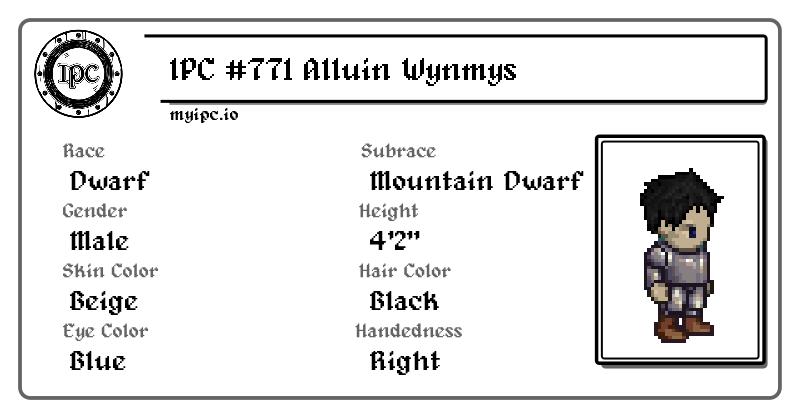 IPC
IPC #771 Alluin Wynmys
myipc.io
Race
Subrace
Dwarf
Mountain Dwarf
Gender
Height
Male
4'2"
Skin Color
Hair Color
Beige
Black
Eye Color
Handedness
Blue
Right